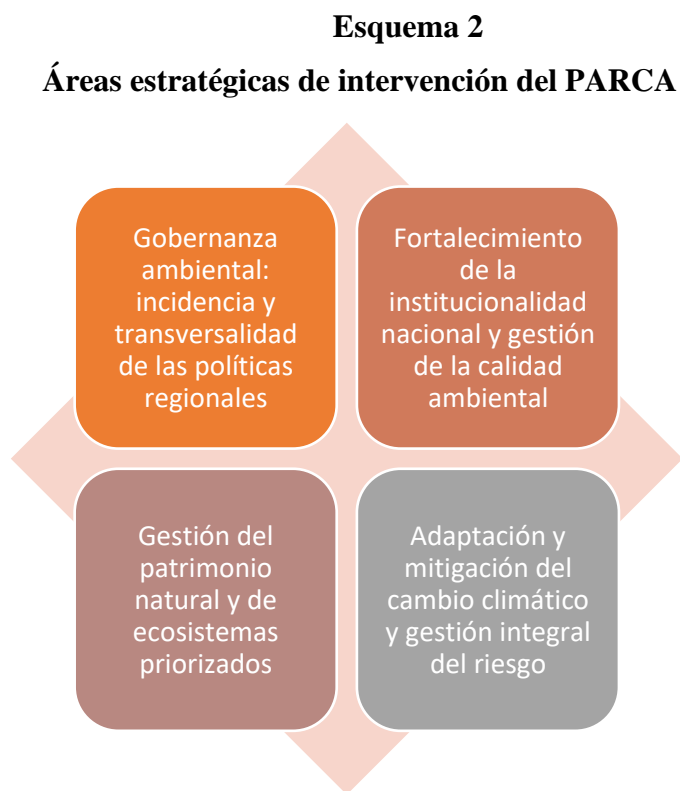 Esquema 2
Áreas estratégicas de intervención del PARCA
Gobernanza
ambiental:
incidencia y
transversalidad
de las políticas
regionales
Fortalecimiento
de la
institucionalidad
nacional y gestión
de la calidad
ambiental
Gestión del
patrimonio
natural y de
ecosistemas
priorizados
Adaptación y
mitigación del
cambio climático
y gestión integral
del riesgo